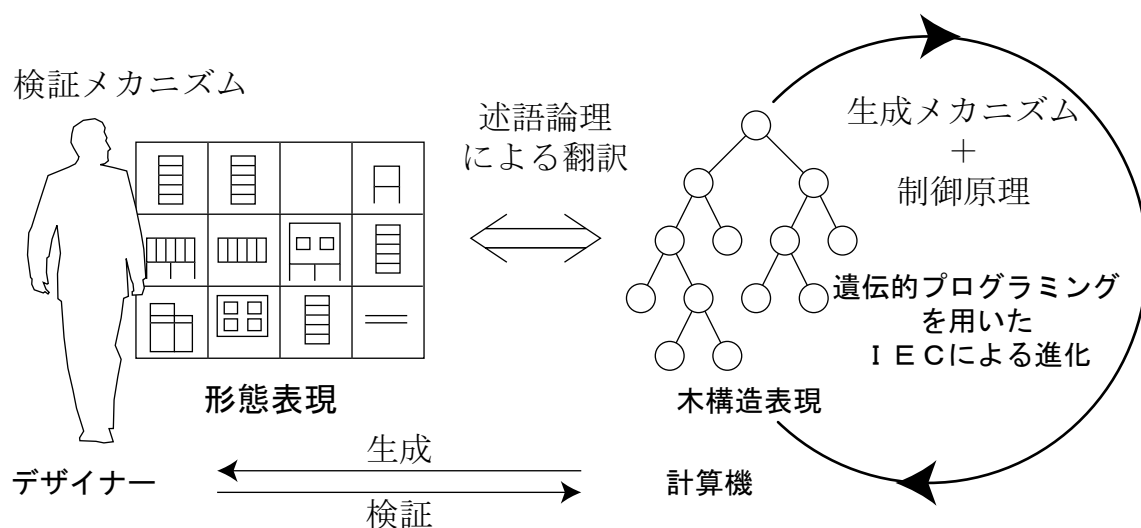 検証メカニズム
述語論理
による翻訳
生成メカニズム
＋
制御原理
遺伝的プログラミング
を用いた
ＩＥＣによる進化
形態表現
木構造表現
デザイナー
生成
検証
計算機